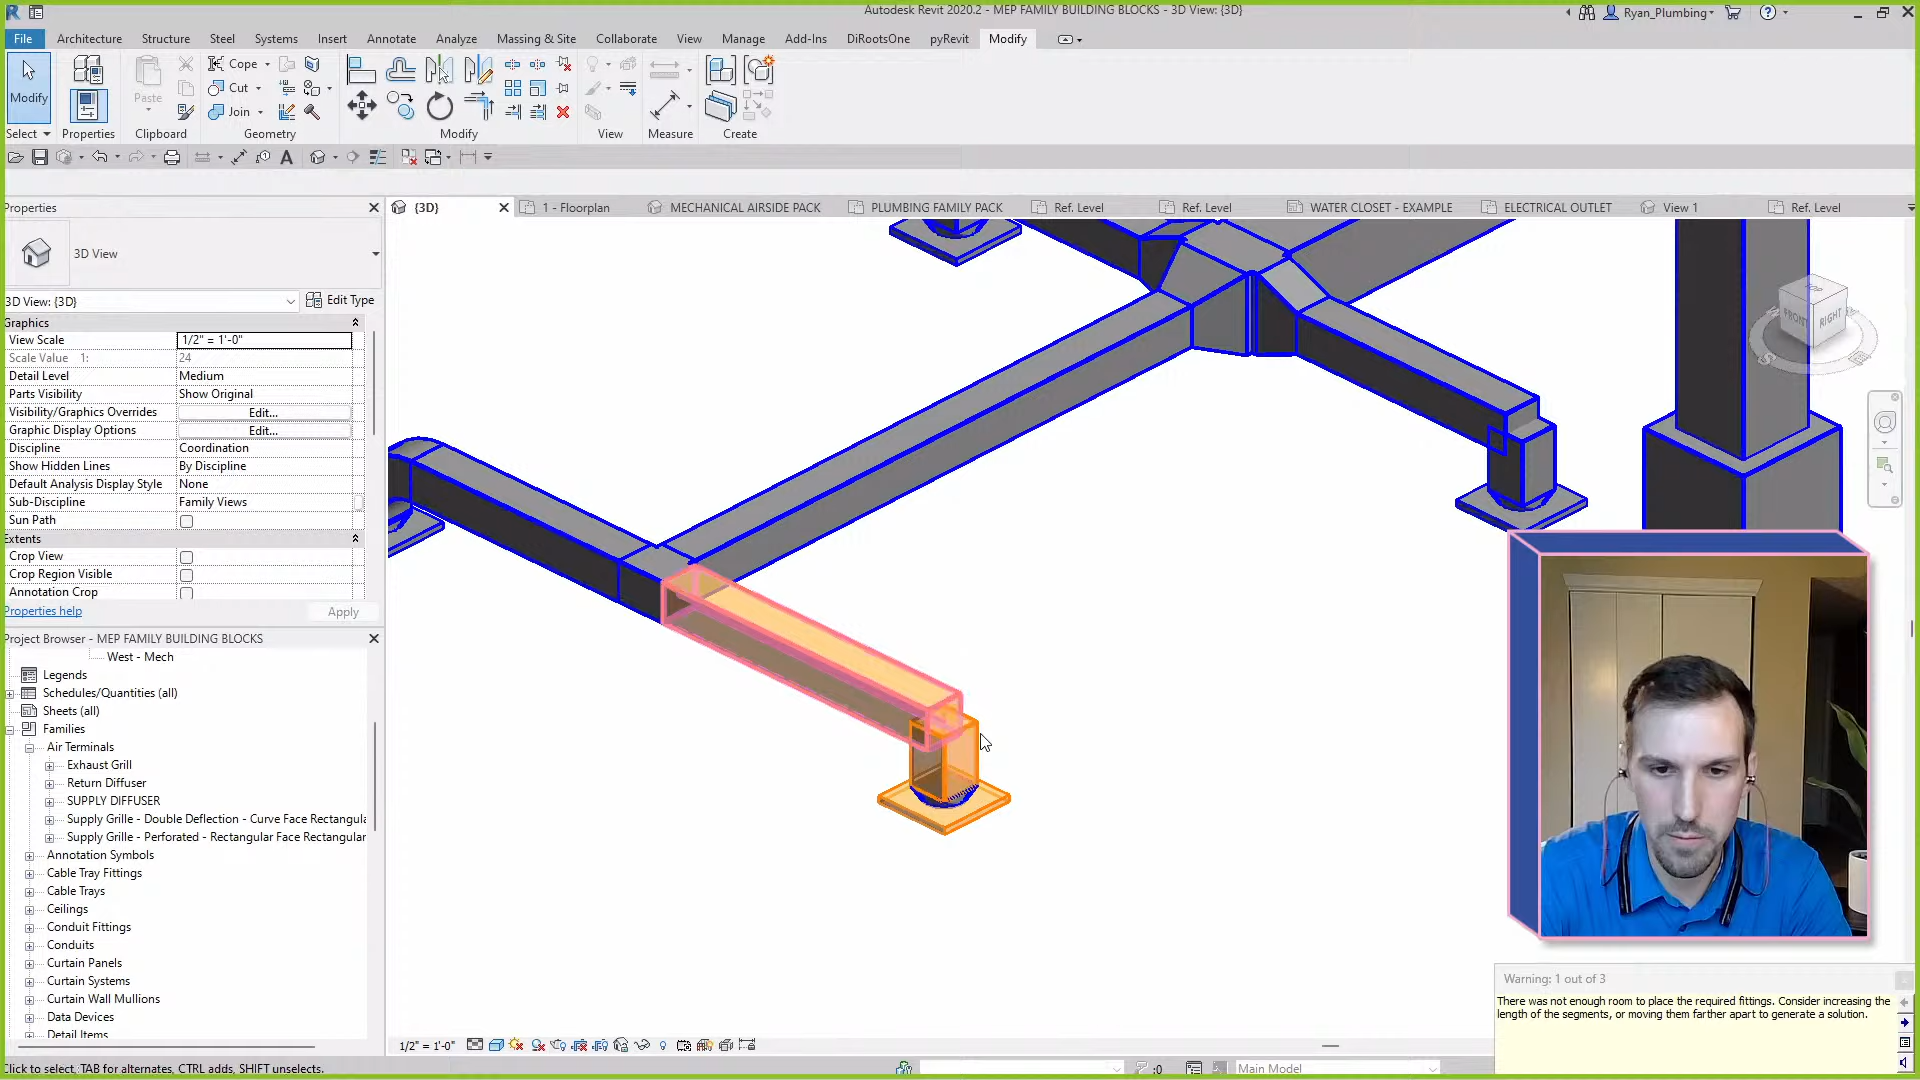 Autodesk Revit 2020.2 - MEP FAMILY BUILDING BLOCKS - 3D View: {3D}
Ryan_Plumbing
File Architecture Structure Steel Systems Insert Annotate Analyze Massing & Site Collaborate View Manage Add-Ins DiRootsOne pyRevit Modify
Modify
Paste
Cope
Cut
Join
Select Properties Clipboard Geometry Modify View Measure Create
Properties
{3D}
1 - Floorplan
MECHANICAL AIRSIDE PACK
PLUMBING FAMILY PACK
Ref. Level
Ref. Level
WATER CLOSET - EXAMPLE
ELECTRICAL OUTLET
View 1
Ref. Level
3D View
3D View: {3D}
Edit Type
Graphics
View Scale 1/2" = 1'-0"
Scale Value 1: 24
Detail Level Medium
Parts Visibility Show Original
Visibility/Graphics Overrides Edit...
Graphic Display Options Edit...
Discipline Coordination
Show Hidden Lines By Discipline
Default Analysis Display Style None
Sub-Discipline Family Views
Sun Path
Extents
Crop View
Crop Region Visible
Annotation Crop
Properties help
Apply
Project Browser - MEP FAMILY BUILDING BLOCKS
West - Mech
Legends
Schedules/Quantities (all)
Sheets (all)
Families
Air Terminals
Exhaust Grill
Return Diffuser
SUPPLY DIFFUSER
Supply Grille - Double Deflection - Curve Face Rectangula
Supply Grille - Perforated - Rectangular Face Rectangular
Annotation Symbols
Cable Tray Fittings
Cable Trays
Ceilings
Conduit Fittings
Conduits
Curtain Panels
Curtain Systems
Curtain Wall Mullions
Data Devices
Detail Items
TOP
FRONT
RIGHT
S
Warning: 1 out of 3
There was not enough room to place the required fittings. Consider increasing the
length of the segments, or moving them farther apart to generate a solution.
1/2" = 1'-0"
Click to select, TAB for alternates, CTRL adds, SHIFT unselects.
:0
Main Model